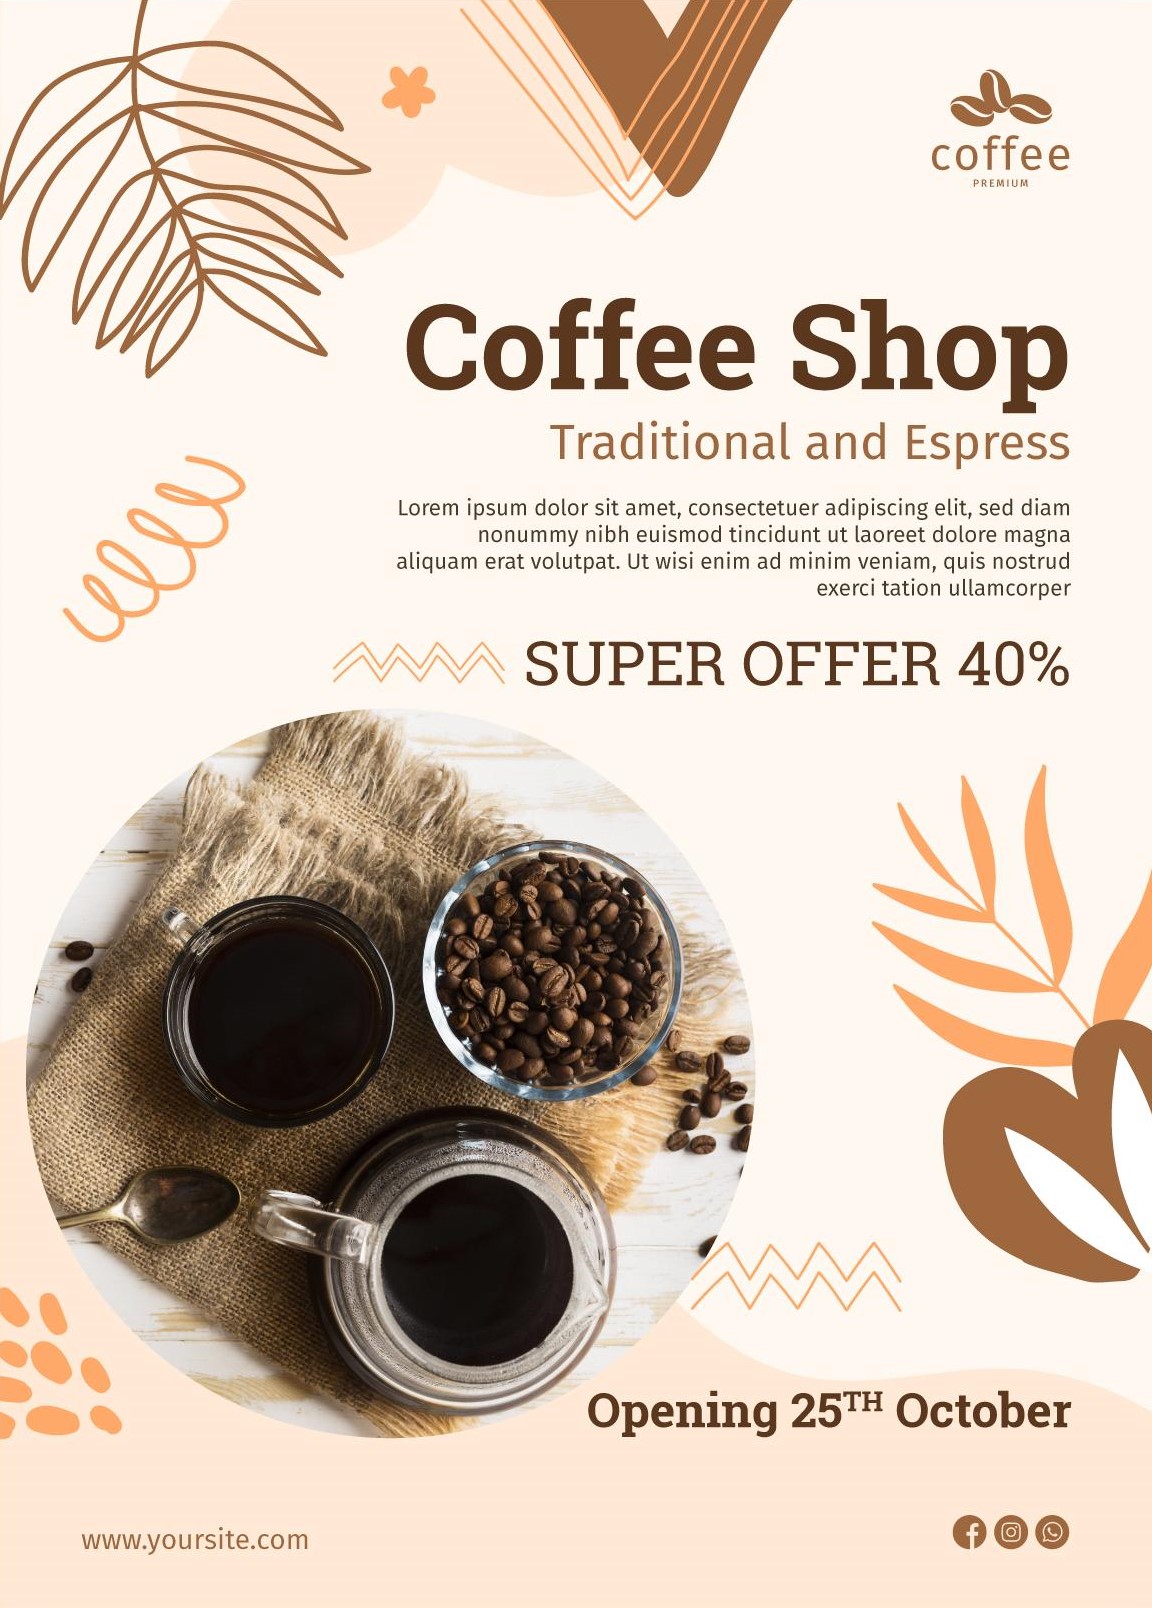 coffee
PREMIUM
Coffee Shop
Traditional and Espress
Lorem ipsum dolor sit amet, consectetuer adipiscing elit, sed diam
nonummy nibh euismod tincidunt ut laoreet dolore magna
aliquam erat volutpat. Ut wisi enim ad minim veniam, quis nostrud
exerci tation ullamcorper
SUPER OFFER 40%
Opening 25TH October
www.yoursite.com